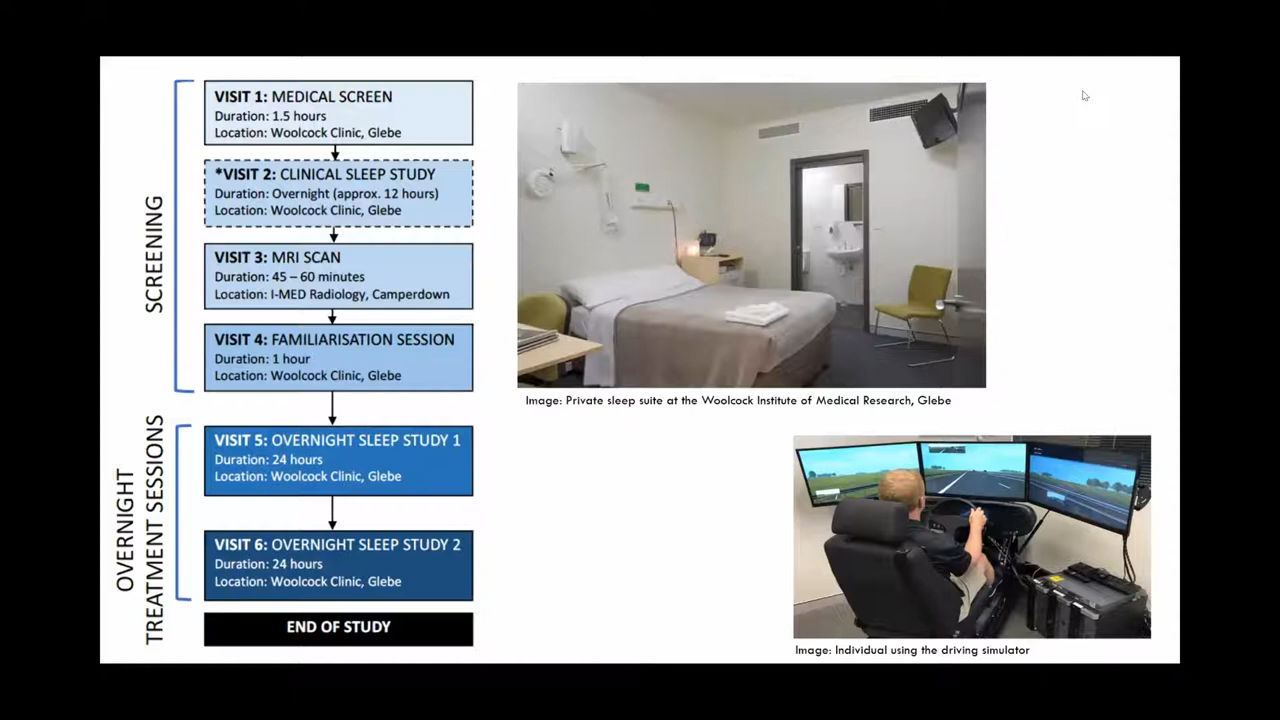 SCREENING
VISIT 1: MEDICAL SCREEN
Duration: 1.5 hours
Location: Woolcock Clinic, Glebe
*VISIT 2: CLINICAL SLEEP STUDY
Duration: Overnight (approx. 12 hours)
Location: Woolcock Clinic, Glebe
VISIT 3: MRI SCAN
Duration: 45 – 60 minutes
Location: I-MED Radiology, Camperdown
VISIT 4: FAMILIARISATION SESSION
Duration: 1 hour
Location: Woolcock Clinic, Glebe
OVERNIGHT
TREATMENT SESSIONS
VISIT 5: OVERNIGHT SLEEP STUDY 1
Duration: 24 hours
Location: Woolcock Clinic, Glebe
VISIT 6: OVERNIGHT SLEEP STUDY 2
Duration: 24 hours
Location: Woolcock Clinic, Glebe
END OF STUDY
Image: Private sleep suite at the Woolcock Institute of Medical Research, Glebe
Image: Individual using the driving simulator